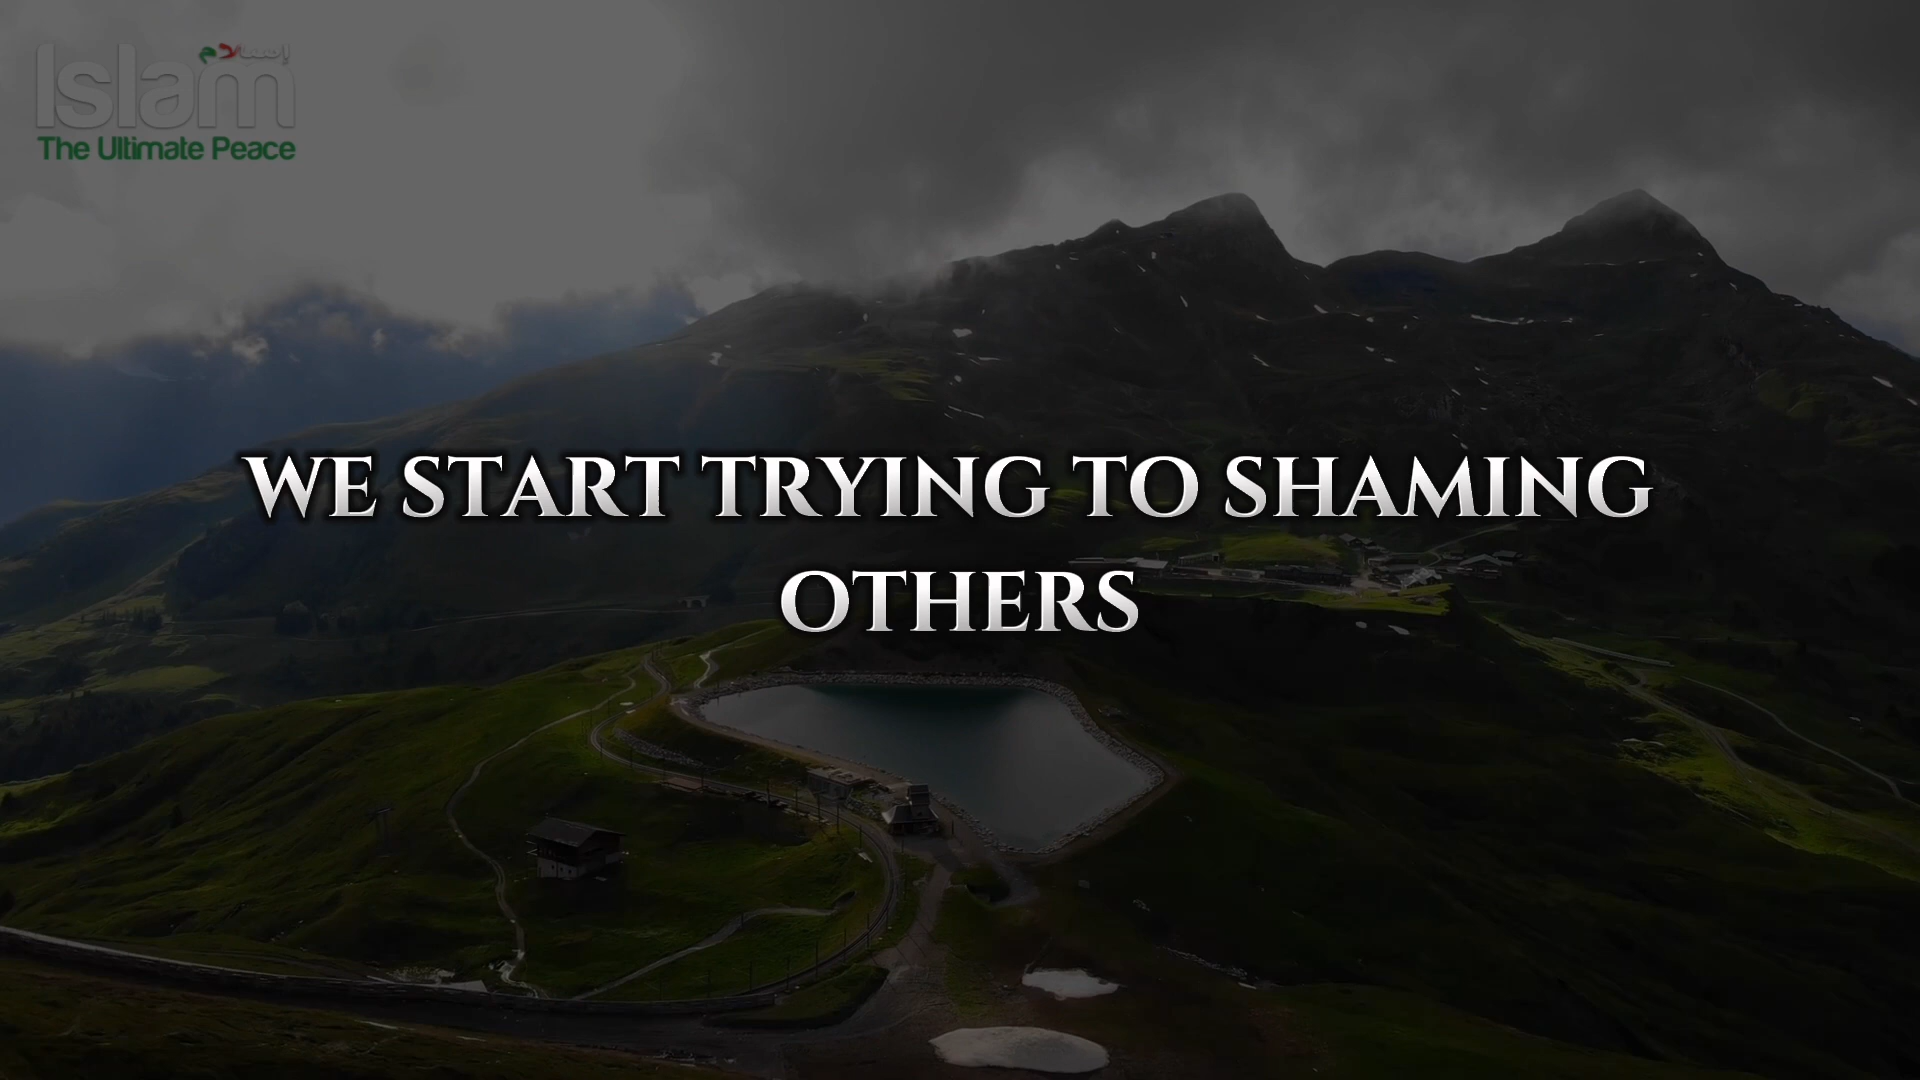 إسلام
Islam
The Ultimate Peace
WE START TRYING TO SHAMING
OTHERS